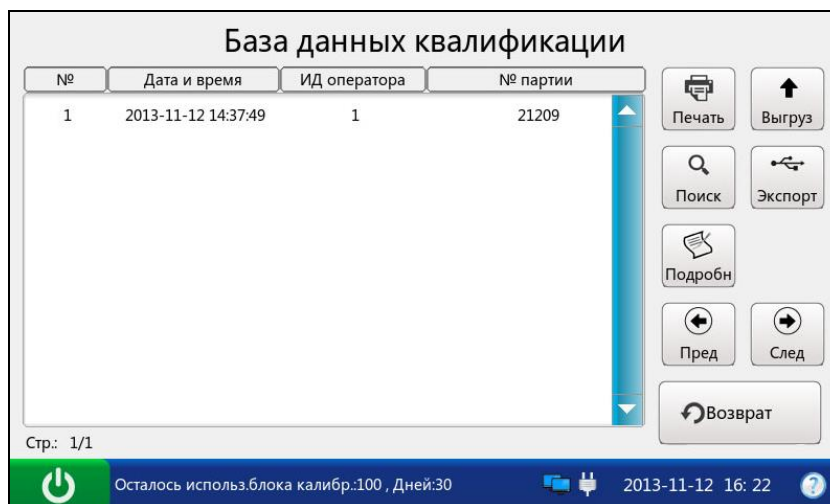 База данных квалификации
№ Дата и время ИД оператора № партии
1 2013-11-12 14:37:49 1 21209
Печать Выгруз
Поиск Экспорт
Подробн
Пред След
Возврат
Стр.: 1/1
Осталось использ.блока калибр.:100 , Дней:30 2013-11-12 16: 22 ?